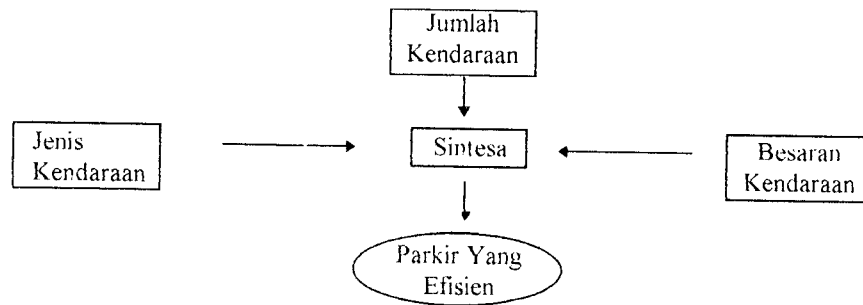 Jumlah
Kendaraan
Jenis
Kendaraan
Sintesa
Besaran
Kendaraan
Parkir Yang
Efisien